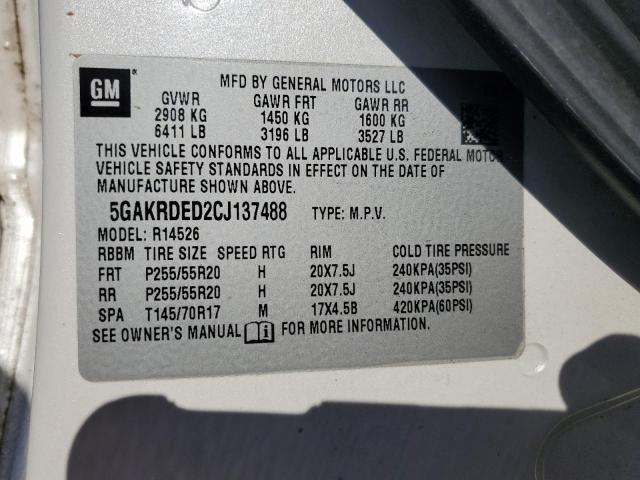 GM
MFD BY GENERAL MOTORS LLC
GVWR GAWR FRT GAWR RR
2908 KG 1450 KG 1600 KG
6411 LB 3196 LB 3527 LB
THIS VEHICLE CONFORMS TO ALL APPLICABLE U.S. FEDERAL MOTOR
VEHICLE SAFETY STANDARDS IN EFFECT ON THE DATE OF
MANUFACTURE SHOWN ABOVE.
5GAKRDED2CJ137488 TYPE: M.P.V.
MODEL: R14526
RBBM TIRE SIZE SPEED RTG RIM COLD TIRE PRESSURE
FRT P255/55R20 H 20X7.5J 240KPA(35PSI)
RR P255/55R20 H 20X7.5J 240KPA(35PSI)
SPA T145/70R17 M 17X4.5B 420KPA(60PSI)
SEE OWNER'S MANUAL FOR MORE INFORMATION.